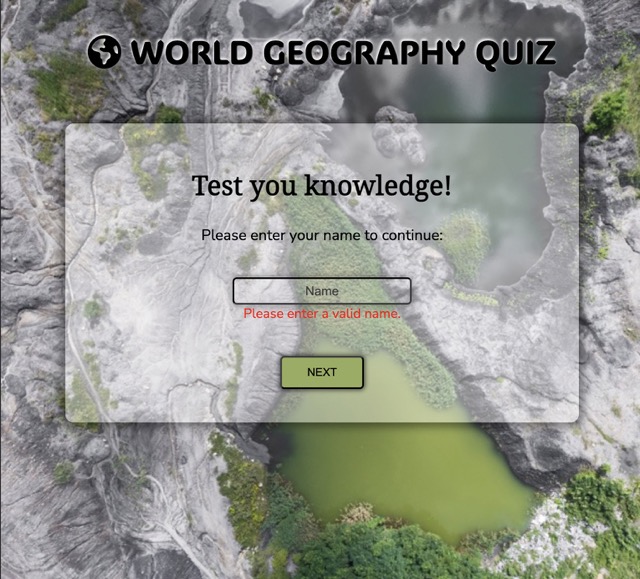 WORLD GEOGRAPHY QUIZ
Test you knowledge!
Please enter your name to continue:
Name
Please enter a valid name.
NEXT